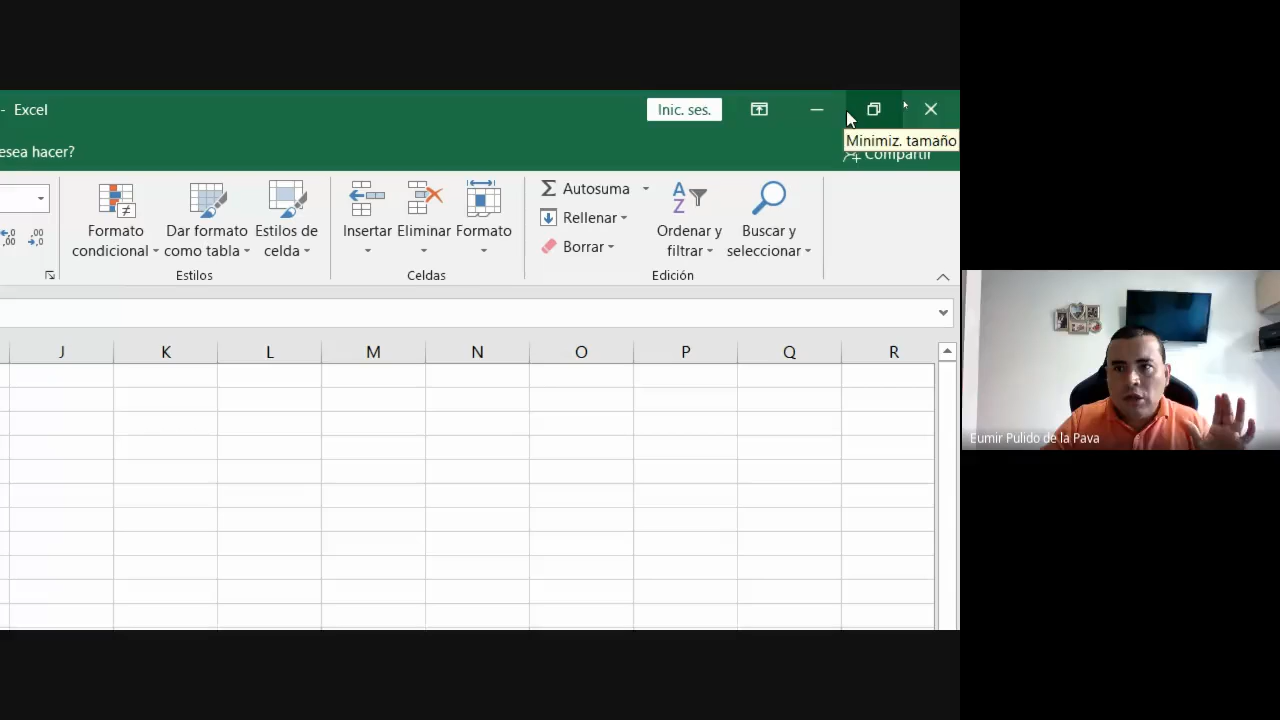 - Excel
Inic. ses.
Minimiz. tamaño
esea hacer?
Compartir
Formato condicional
Dar formato como tabla
Estilos de celda
Insertar
Eliminar
Formato
Autosuma
Rellenar
Borrar
Ordenar y filtrar
Buscar y seleccionar
Estilos
Celdas
Edición
J K L M N O P Q R
Eumir Pulido de la Pava